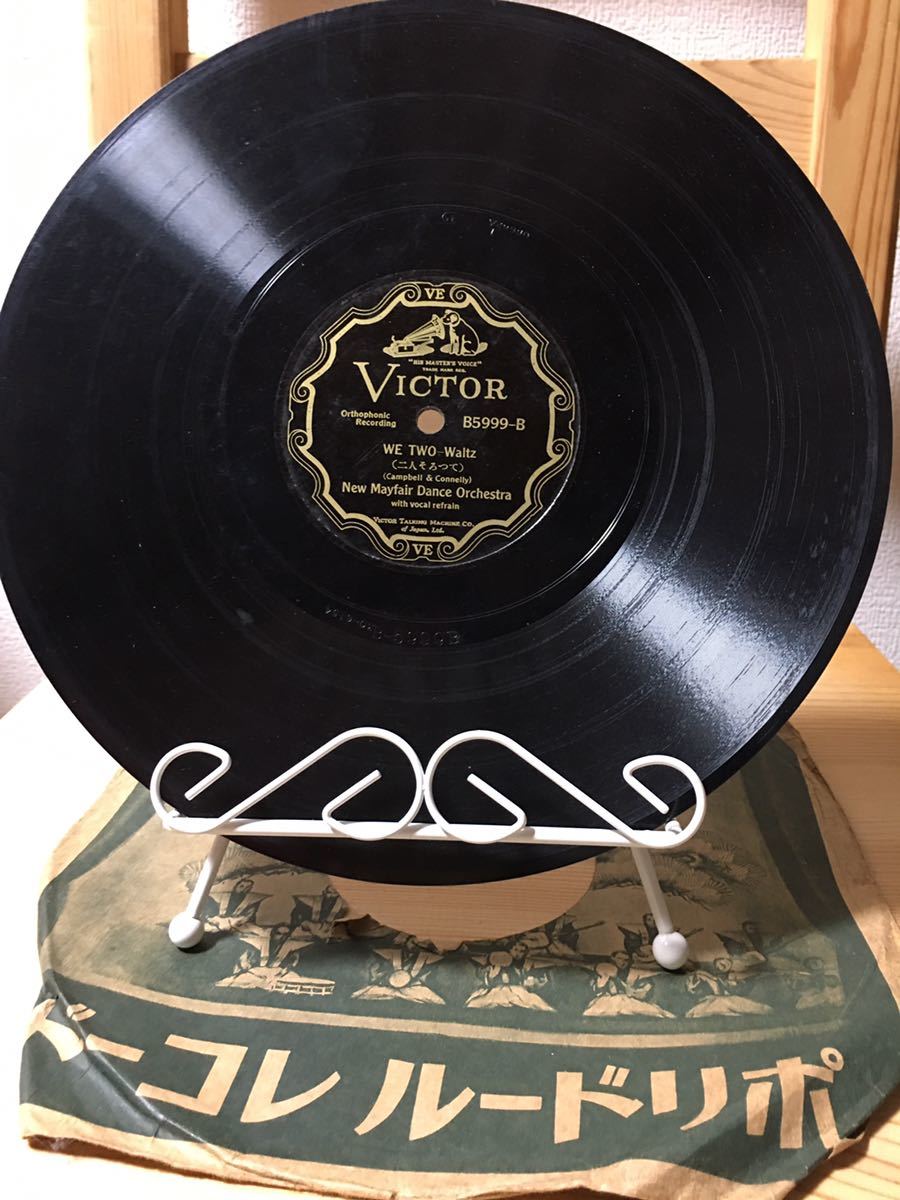 VE
"HIS MASTER'S VOICE"
TRADE MARK REG.
VICTOR
Orthophonic
Recording
B5999-B
WE TWO-Waltz
(二人そろつて)
(Campbell & Connelly)
New Mayfair Dance Orchestra
with vocal refrain
VICTOR TALKING MACHINE CO.
of Japan, Ltd.
VE
ポリドール レコード